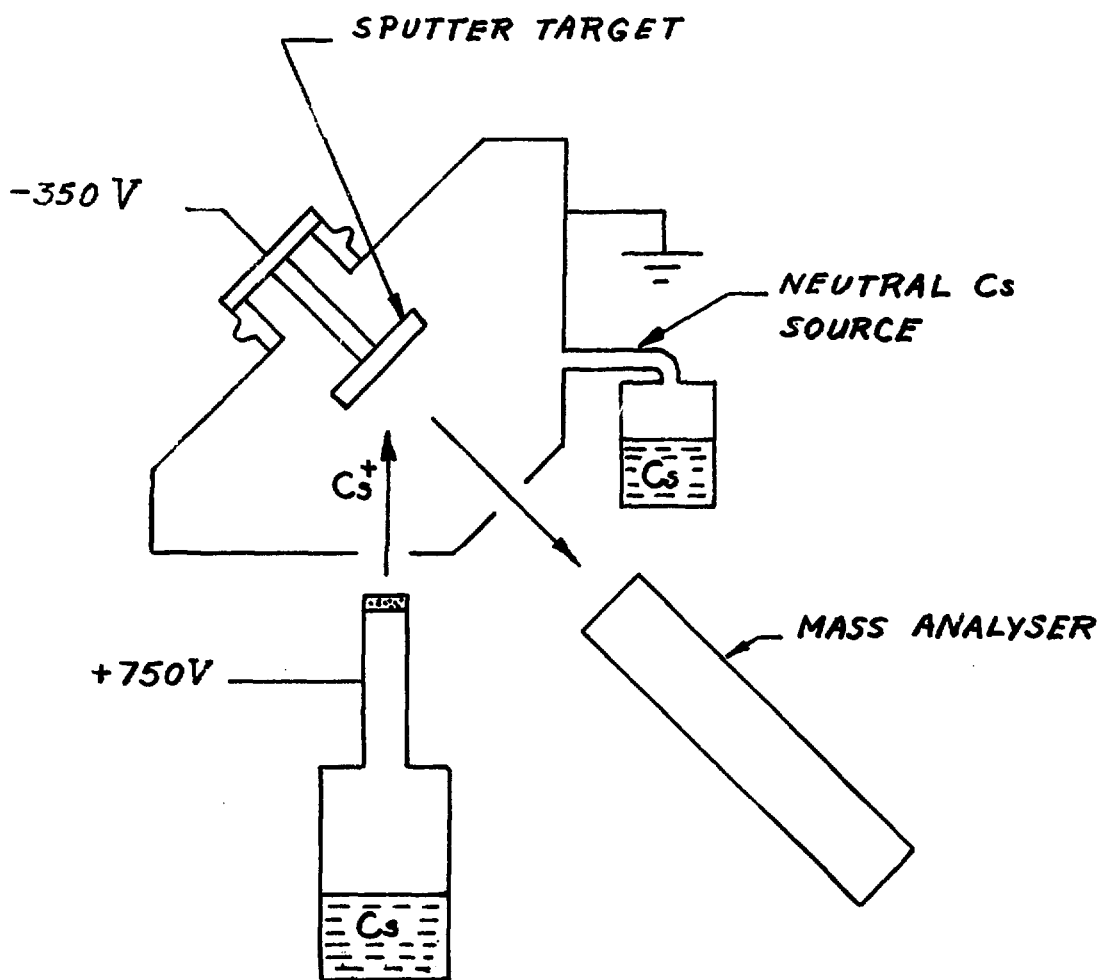 SPUTTER TARGET
-350 V
NEUTRAL Cs
SOURCE
Cs
Cs+
MASS ANALYSER
+750V
Cs